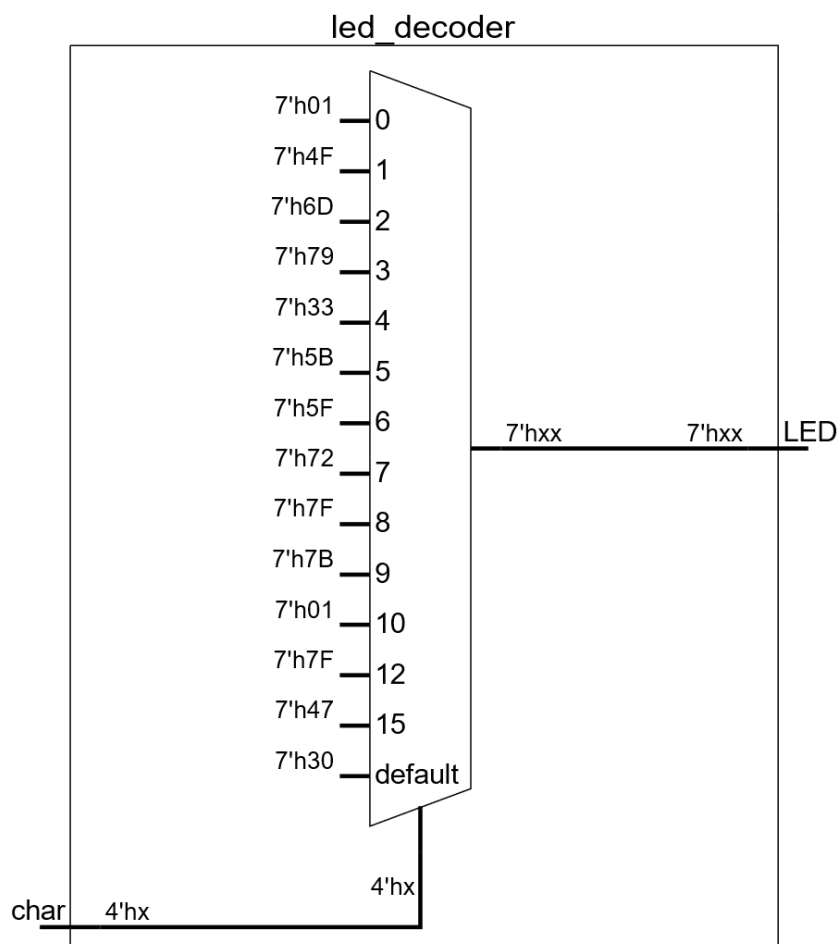 led_decoder
7'h01
0
7'h4F
1
7'h6D
2
7'h79
3
7'h33
4
7'h5B
5
7'h5F
6
7'hxx 7'hxx LED
7'h72
7
7'h7F
8
7'h7B
9
7'h01
10
7'h7F
12
7'h47
15
7'h30
default
4'hx
char 4'hx